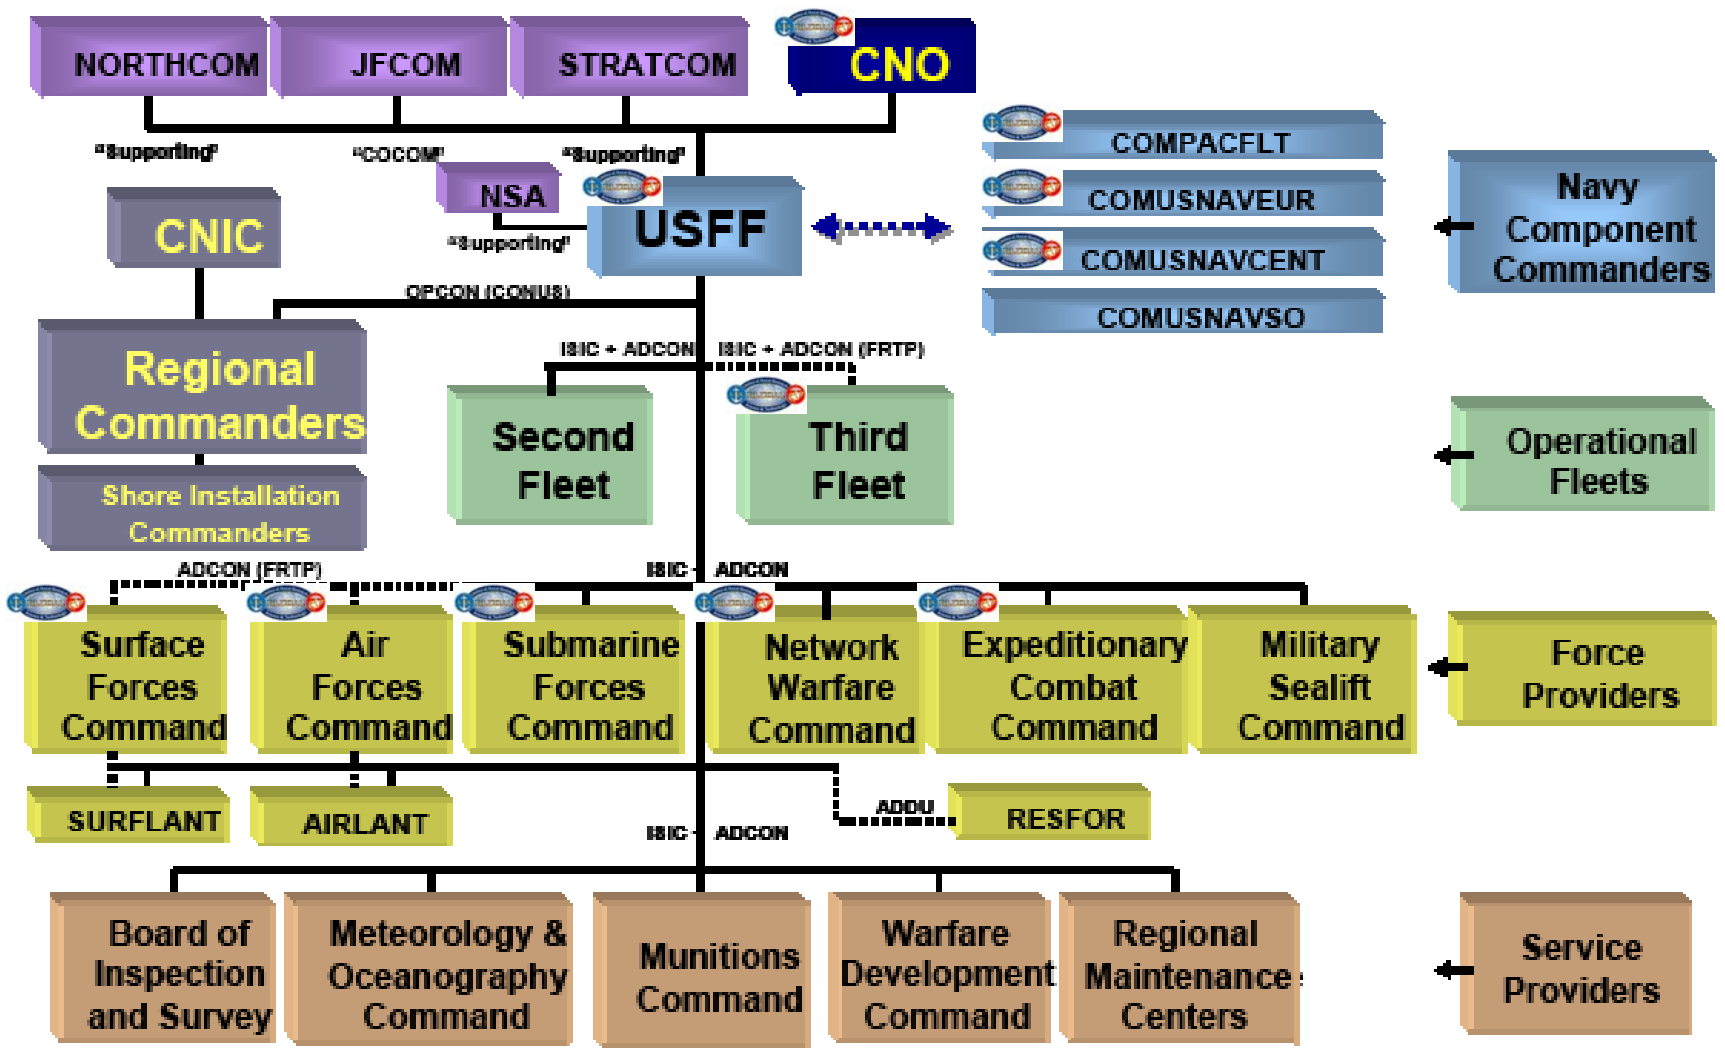 NORTHCOM
JFCOM
STRATCOM
CNO
"Supporting"
"COCOM"
"Supporting"
NSA
"Supporting"
USFF
COMPACFLT
COMUSNAVEUR
COMUSNAVCENT
COMUSNAVSO
Navy
Component
Commanders
CNIC
OPCON (CONUS)
Regional
Commanders
Shore Installation
Commanders
ISIC + ADCON
ISIC + ADCON (FRTP)
Second
Fleet
Third
Fleet
Operational
Fleets
ADCON (FRTP)
ISIC + ADCON
Surface
Forces
Command
Air
Forces
Command
Submarine
Forces
Command
Network
Warfare
Command
Expeditionary
Combat
Command
Military
Sealift
Command
Force
Providers
SURFLANT
AIRLANT
ADDU
RESFOR
ISIC + ADCON
Board of
Inspection
and Survey
Meteorology &
Oceanography
Command
Munitions
Command
Warfare
Development
Command
Regional
Maintenance
Centers
Service
Providers